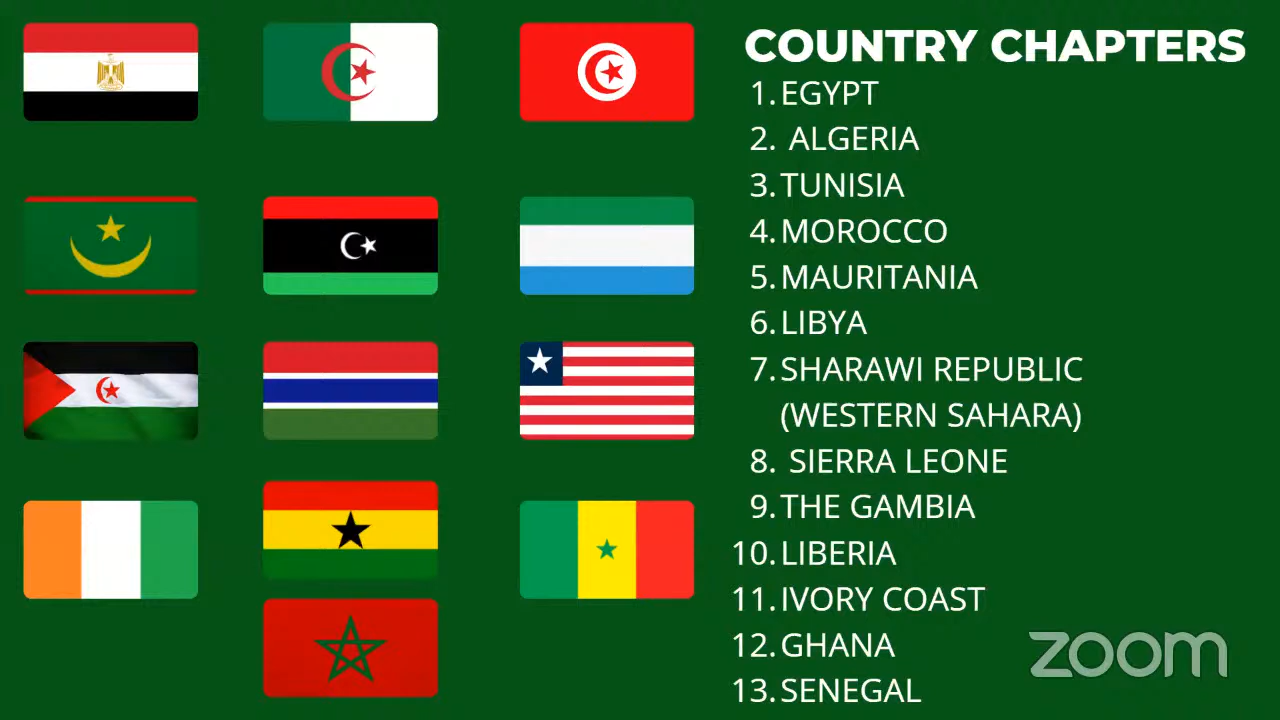 COUNTRY CHAPTERS
1. EGYPT
2. ALGERIA
3. TUNISIA
4. MOROCCO
5. MAURITANIA
6. LIBYA
7. SHARAWI REPUBLIC
(WESTERN SAHARA)
8. SIERRA LEONE
9. THE GAMBIA
10. LIBERIA
11. IVORY COAST
12. GHANA
13. SENEGAL
zoom